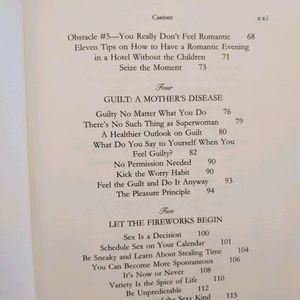 Contents xxi
Obstacle #5—You Really Don't Feel Romantic 68
Eleven Tips on How to Have a Romantic Evening
in a Hotel Without the Children 71
Seize the Moment 73
Four
GUILT: A MOTHER'S DISEASE
Guilty No Matter What You Do 76
There's No Such Thing as Superwoman 79
A Healthier Outlook on Guilt 80
What Do You Say to Yourself When You
Feel Guilty? 82
No Permission Needed 90
Kick the Worry Habit 90
Feel the Guilt and Do It Anyway 93
The Pleasure Principle 94
Five
LET THE FIREWORKS BEGIN
Sex Is a Decision 100
Schedule Sex on Your Calendar 101
Be Sneaky and Learn About Stealing Time 104
You Can Become More Spontaneous 106
It's Now or Never 108
Variety Is the Spice of Life 110
Be Unpredictable 112
of the Sexy Kind 115